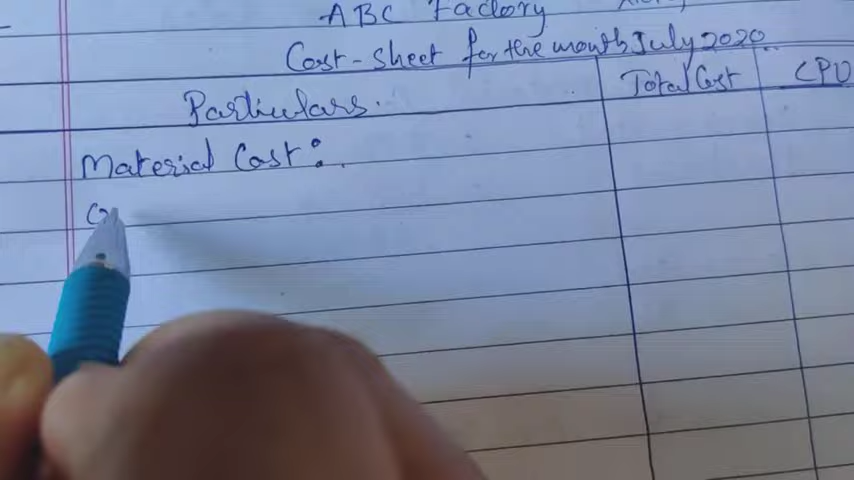 ABC Factory
Cost-sheet for the month July 2020
Particulars. Total Cost CPU
Material Cost: